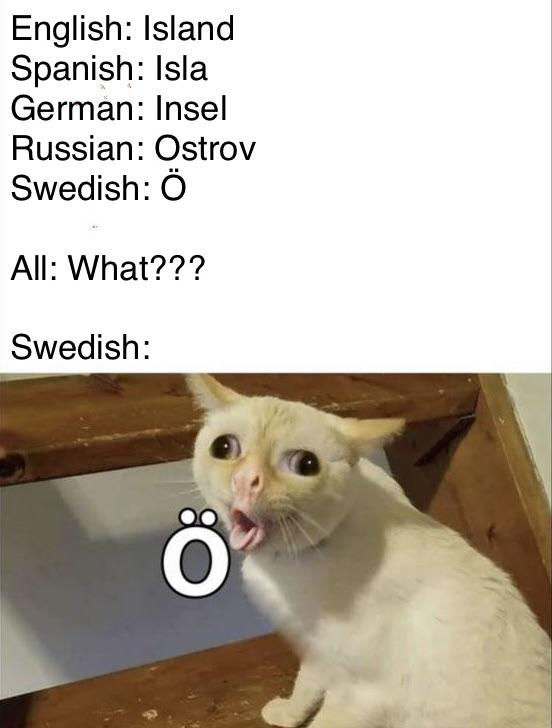 English: Island
Spanish: Isla
German: Insel
Russian: Ostrov
Swedish: Ö
All: What???
Swedish:
Ö